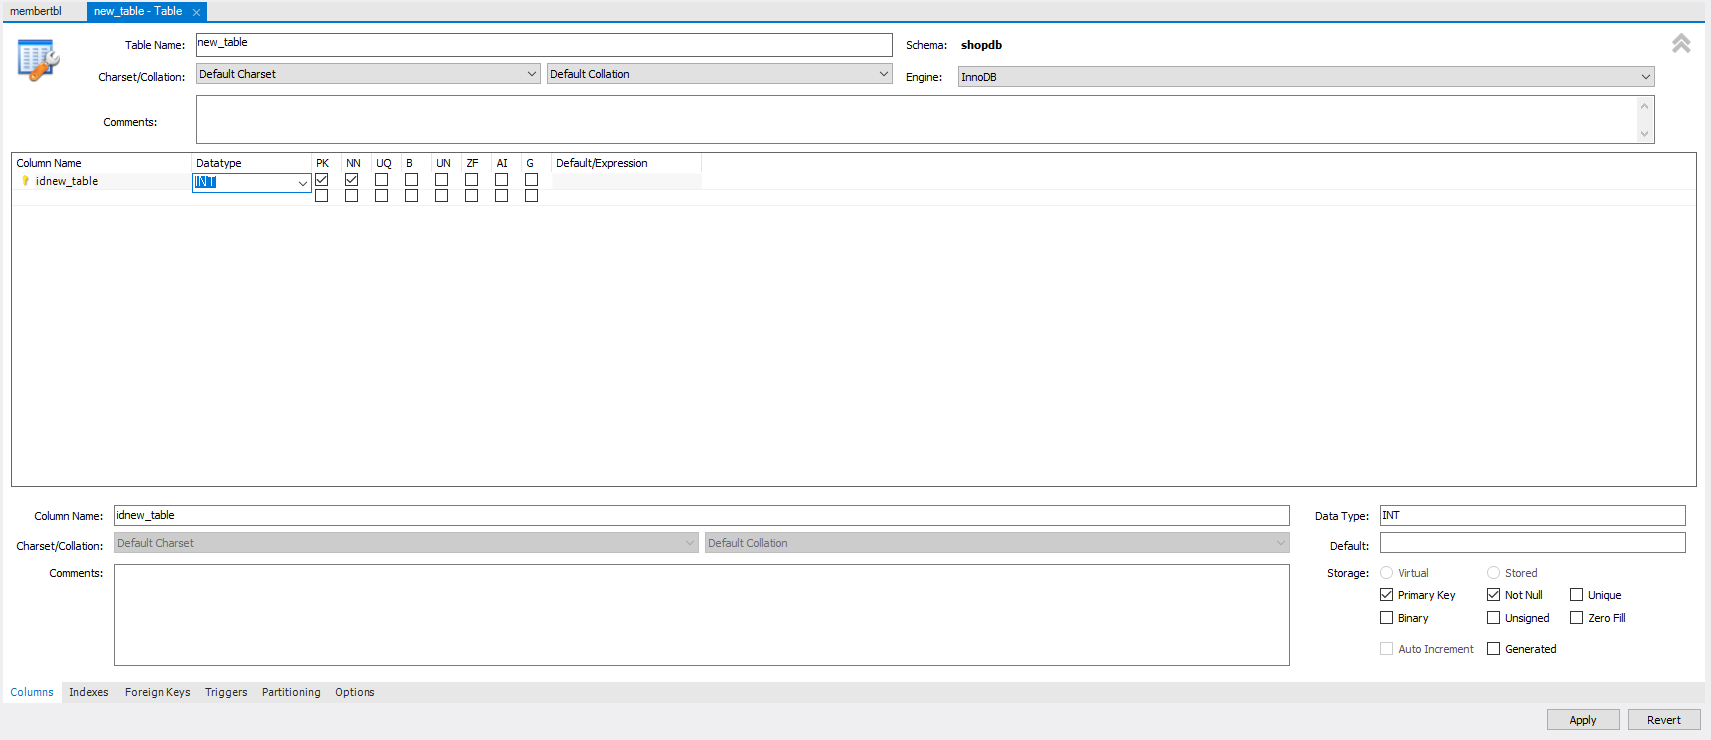 membertbl new_table - Table
Table Name: new_table Schema: shopdb
Charset/Collation: Default Charset Default Collation Engine: InnoDB
Comments:
Column Name Datatype PK NN UQ B UN ZF AI G Default/Expression
idnew_table INT
Column Name: idnew_table Data Type: INT
Charset/Collation: Default Charset Default Collation Default:
Comments: Storage: Virtual Stored
Primary Key Not Null Unique
Binary Unsigned Zero Fill
Auto Increment Generated
Columns Indexes Foreign Keys Triggers Partitioning Options
Apply Revert